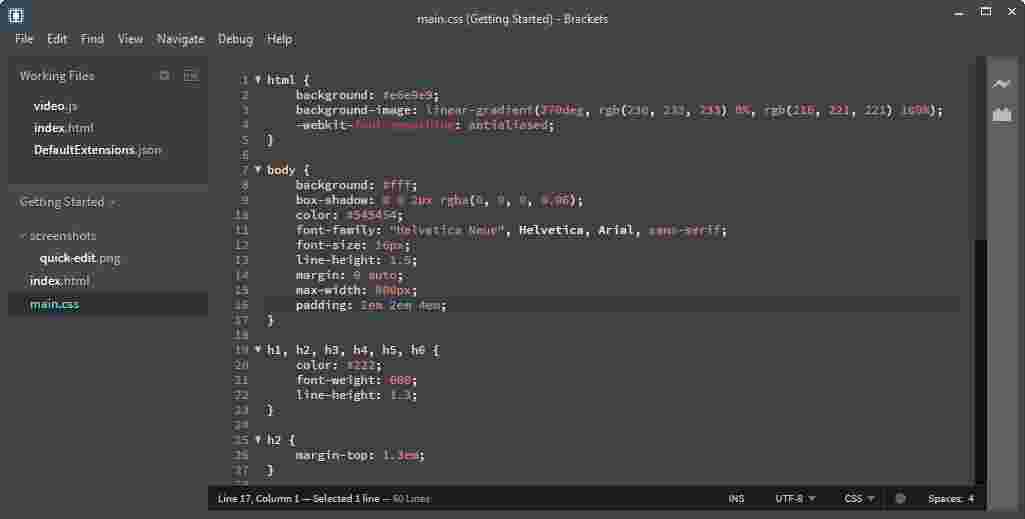 main.css (Getting Started) - Brackets
File Edit Find View Navigate Debug Help
Working Files
video.js
index.html
DefaultExtensions.json
Getting Started
screenshots
quick-edit.png
index.html
main.css
1 html {
2 background: #e6e9e9;
3 background-image: linear-gradient(270deg, rgb(230, 233, 233) 0%, rgb(216, 221, 221) 100%);
4 -webkit-font-smoothing: antialiased;
5 }
6
7 body {
8 background: #fff;
9 box-shadow: 0 0 2px rgba(0, 0, 0, 0.06);
10 color: #545454;
11 font-family: "Helvetica Neue", Helvetica, Arial, sans-serif;
12 font-size: 16px;
13 line-height: 1.5;
14 margin: 0 auto;
15 max-width: 800px;
16 padding: 2em 2em 4em;
17 }
18
19 h1, h2, h3, h4, h5, h6 {
20 color: #222;
21 font-weight: 600;
22 line-height: 1.3;
23 }
24
25 h2 {
26 margin-top: 1.3em;
27 }
Line 17, Column 1 — Selected 1 line — 60 Lines
INS UTF-8 CSS Spaces: 4